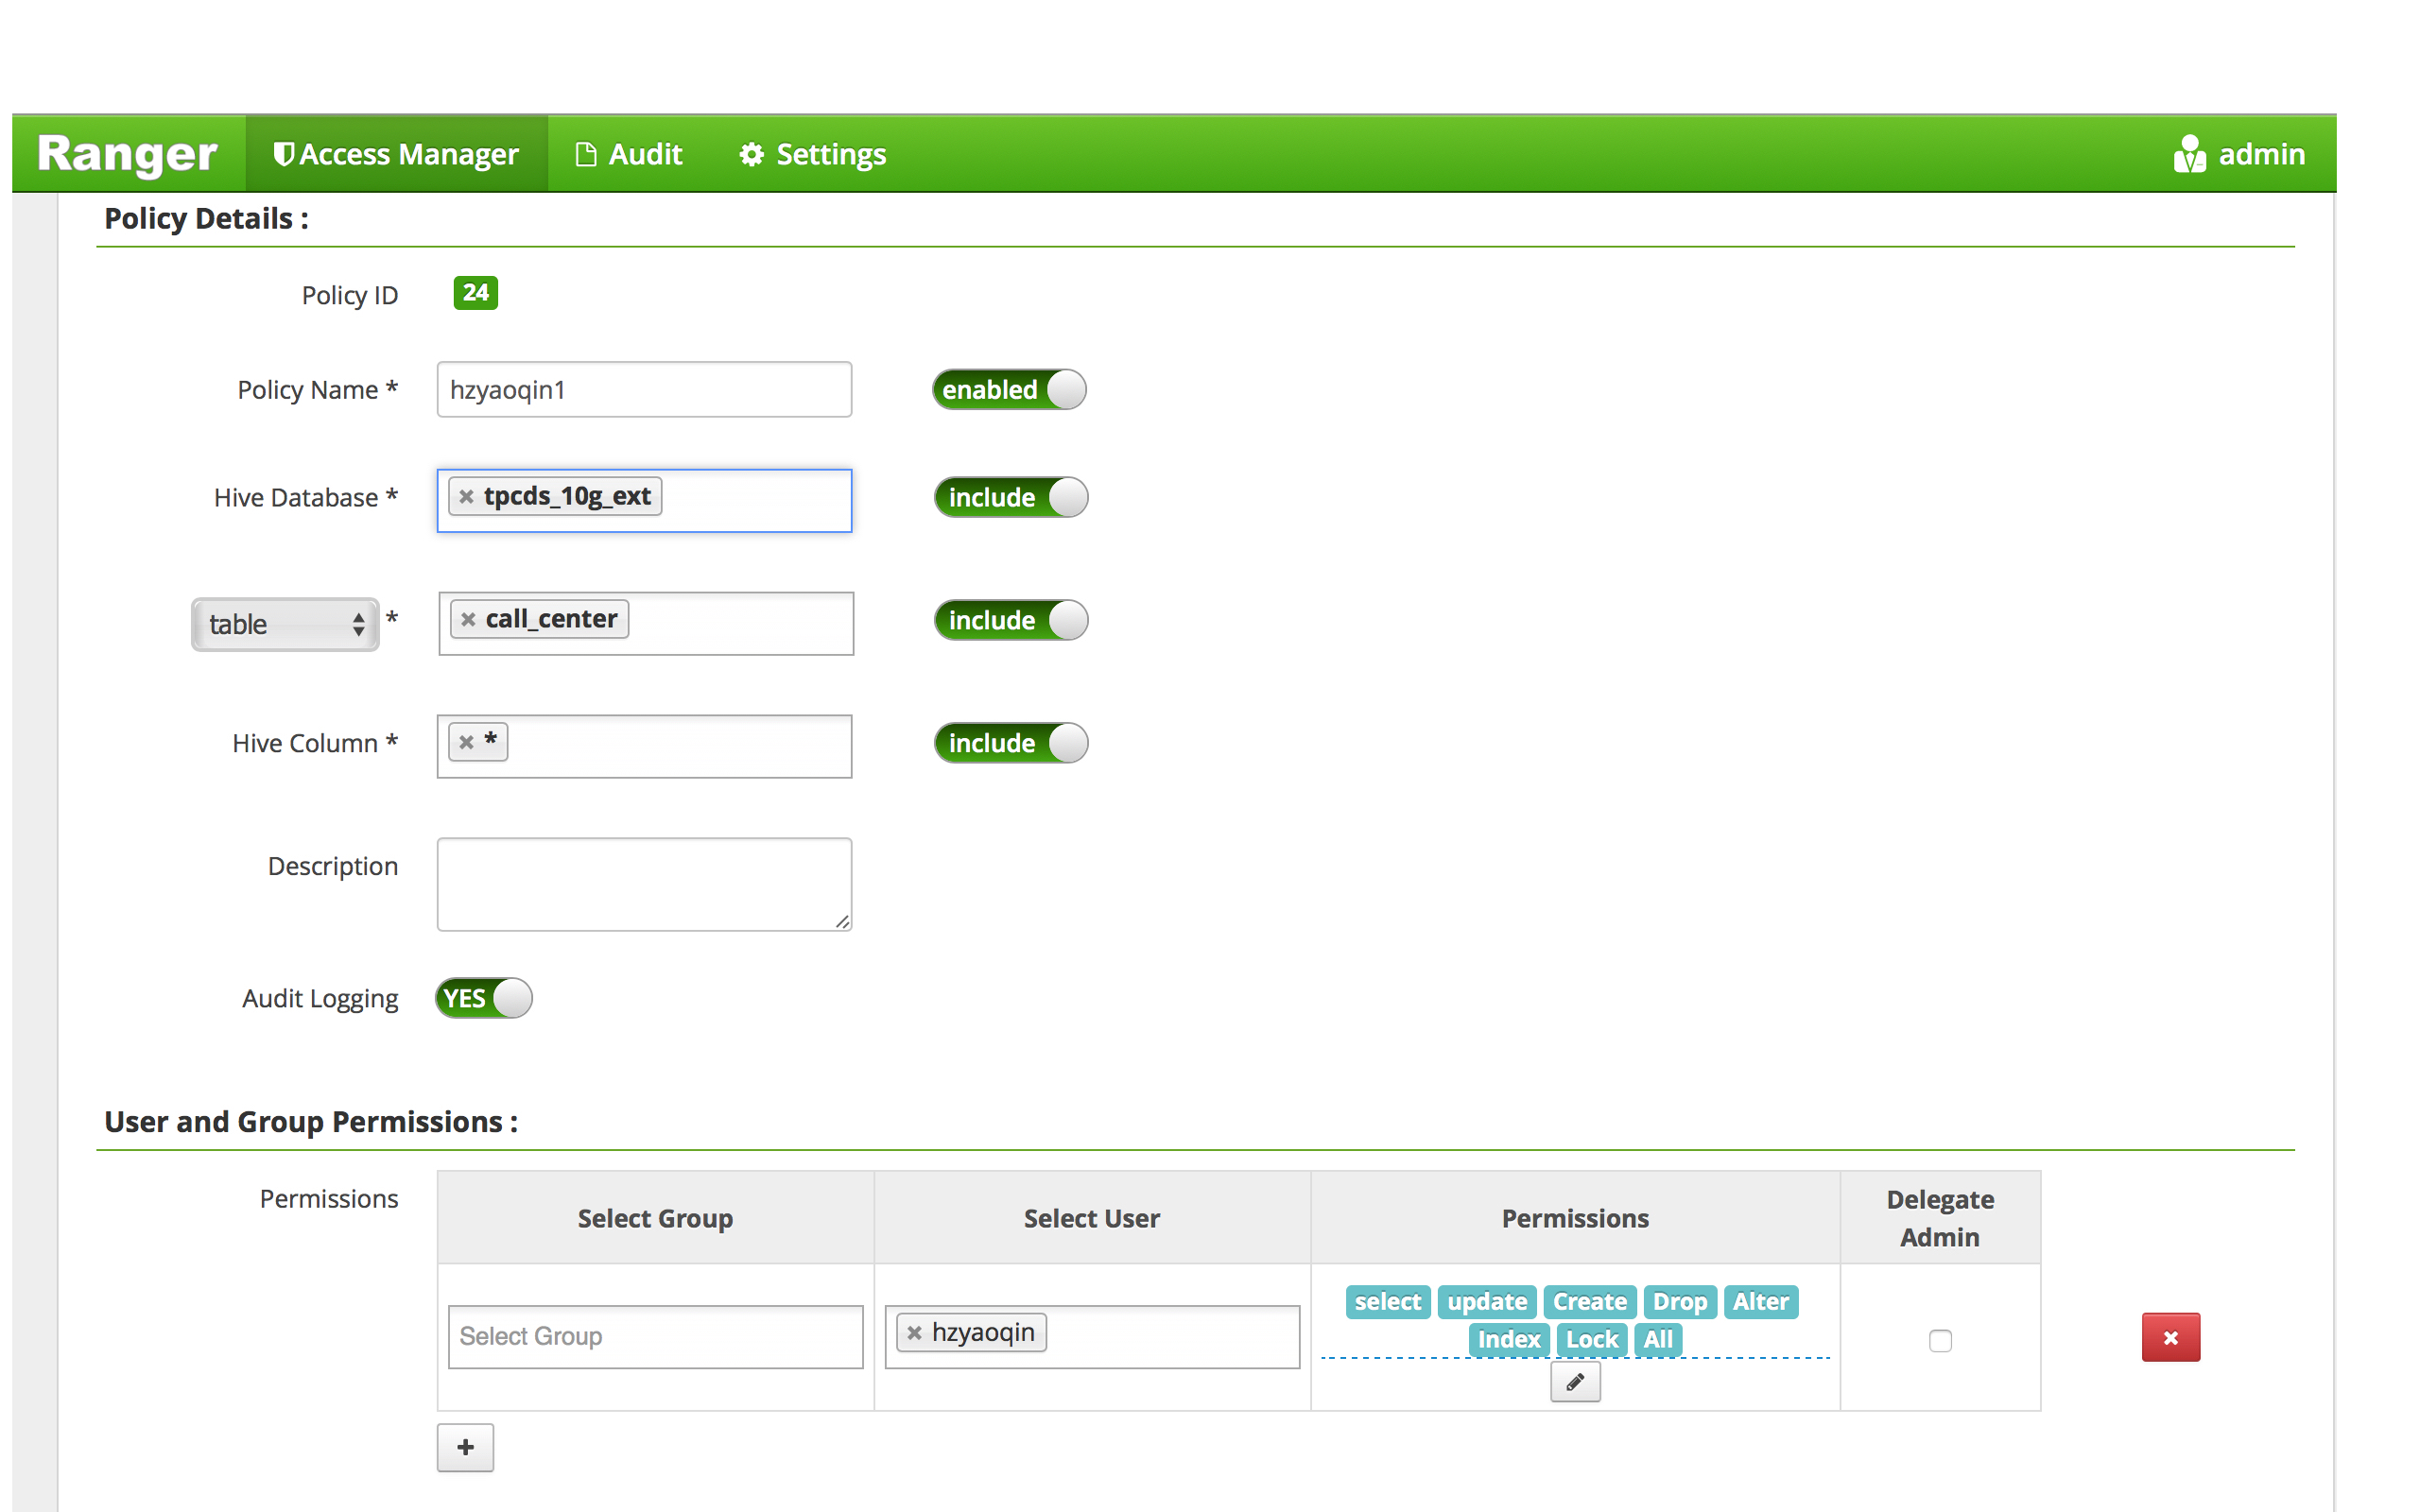 Ranger Access Manager Audit Settings admin
Policy Details :
Policy ID 24
Policy Name * hzyaoqin1 enabled
Hive Database * × tpcds_10g_ext include
table * × call_center include
Hive Column * × * include
Description
Audit Logging YES
User and Group Permissions :
Permissions Select Group Select User Permissions Delegate Admin
Select Group × hzyaoqin select update Create Drop Alter
Index Lock All
+